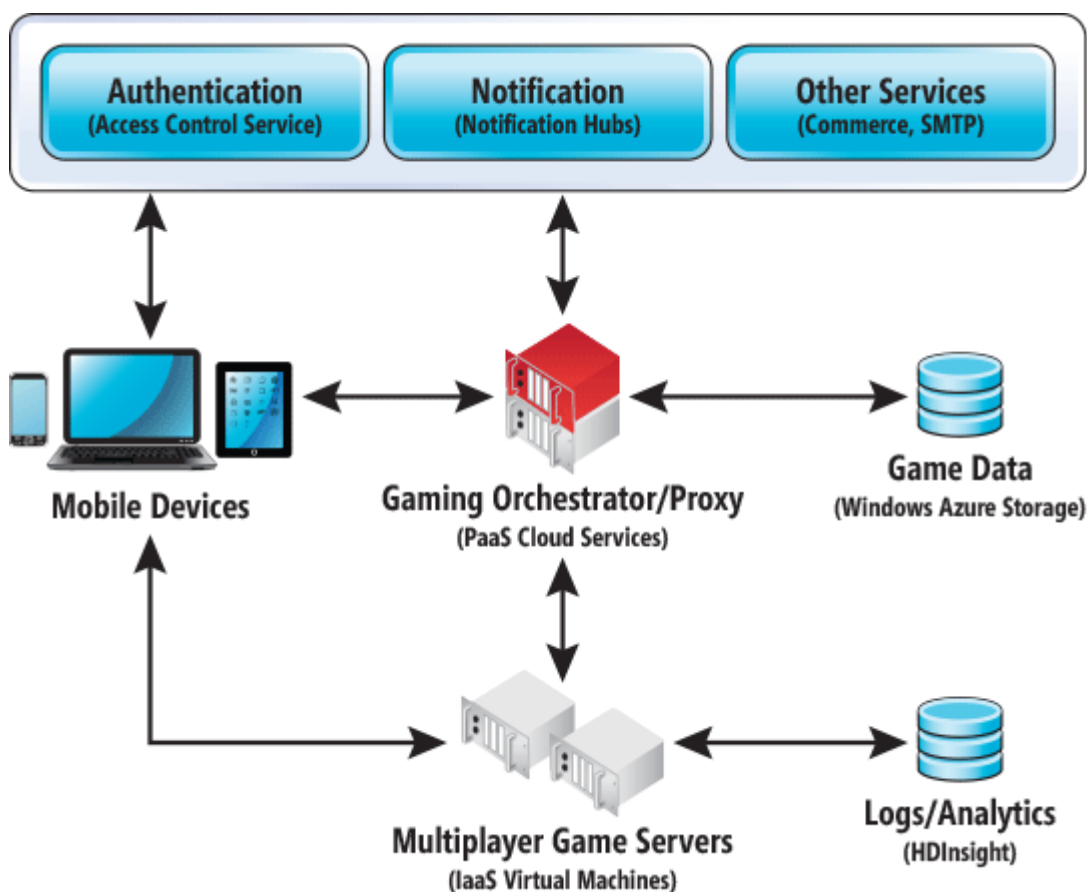 Authentication
(Access Control Service)
Notification
(Notification Hubs)
Other Services
(Commerce, SMTP)
Mobile Devices
Gaming Orchestrator/Proxy
(PaaS Cloud Services)
Game Data
(Windows Azure Storage)
Multiplayer Game Servers
(IaaS Virtual Machines)
Logs/Analytics
(HDInsight)